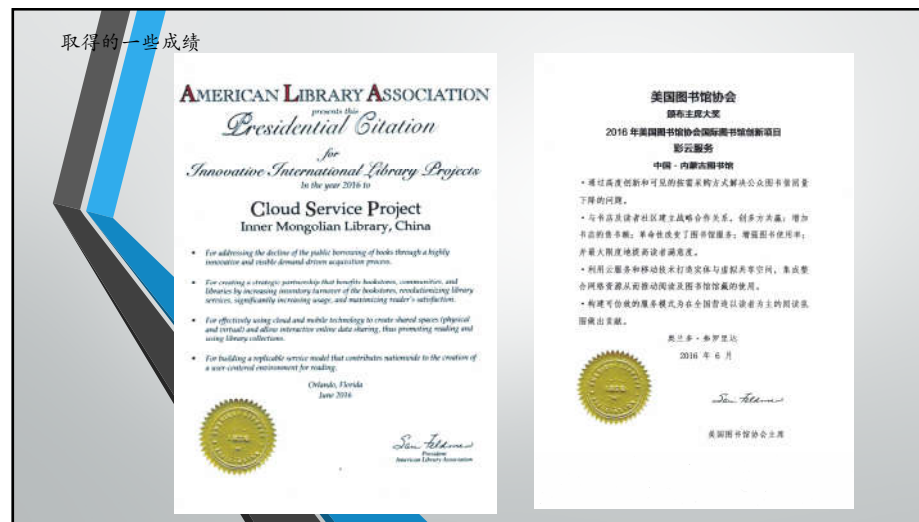 取得的一些成绩
AMERICAN LIBRARY ASSOCIATION
presents this
Presidential Citation
for
Innovative International Library Projects
In the year 2016 to
Cloud Service Project
Inner Mongolian Library, China
• For addressing the decline of the public borrowing of books through a highly
innovative and visible demand-driven acquisition process.
• For creating a strategic partnership that benefits bookstores, communities, and
libraries by increasing inventory turnover of the bookstores, revolutionizing library
services, significantly increasing usage, and maximizing reader's satisfaction.
• For effectively using cloud and mobile technology to create shared spaces (physical
and virtual) and allow interactive online data sharing, thus promoting reading and
using library collections.
• For building a replicable service model that contributes nationwide to the creation of
a user-centered environment for reading.
Orlando, Florida
June 2016
Sari Feldman
President
American Library Association
美国图书馆协会
颁布主席大奖
2016 年美国图书馆协会国际图书馆创新项目
彩云服务
中国·内蒙古图书馆
·通过高度创新和可见的按需采购方式解决公众图书借阅量
下降的问题。
·与书店及读者社区建立战略合作关系，创多方共赢：增加
书店的售书额；革命性改变了图书馆服务；增强图书使用率；
并最大限度地提高读者满意度。
·利用云服务和移动技术打造实体与虚拟共享空间，集成整
合网络资源从而推动阅读及图书馆馆藏的使用。
·构建可仿效的服务模式为在全国营造以读者为主的阅读氛
围做出贡献。
奥兰多·弗罗里达
2016 年 6 月
Sari Feldman
美国图书馆协会主席